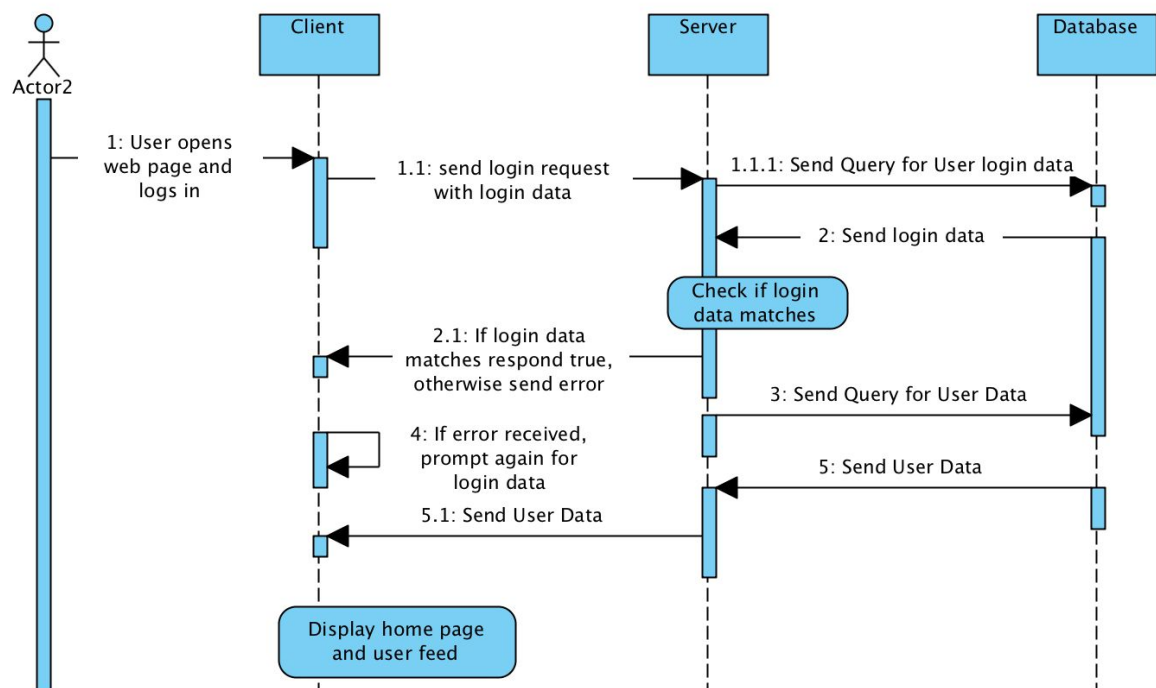 Client
Server
Database
Actor2
1: User opens
web page and
logs in
1.1: send login request
with login data
1.1.1: Send Query for User login data
2: Send login data
Check if login
data matches
2.1: If login data
matches respond true,
otherwise send error
3: Send Query for User Data
4: If error received,
prompt again for
login data
5: Send User Data
5.1: Send User Data
Display home page
and user feed